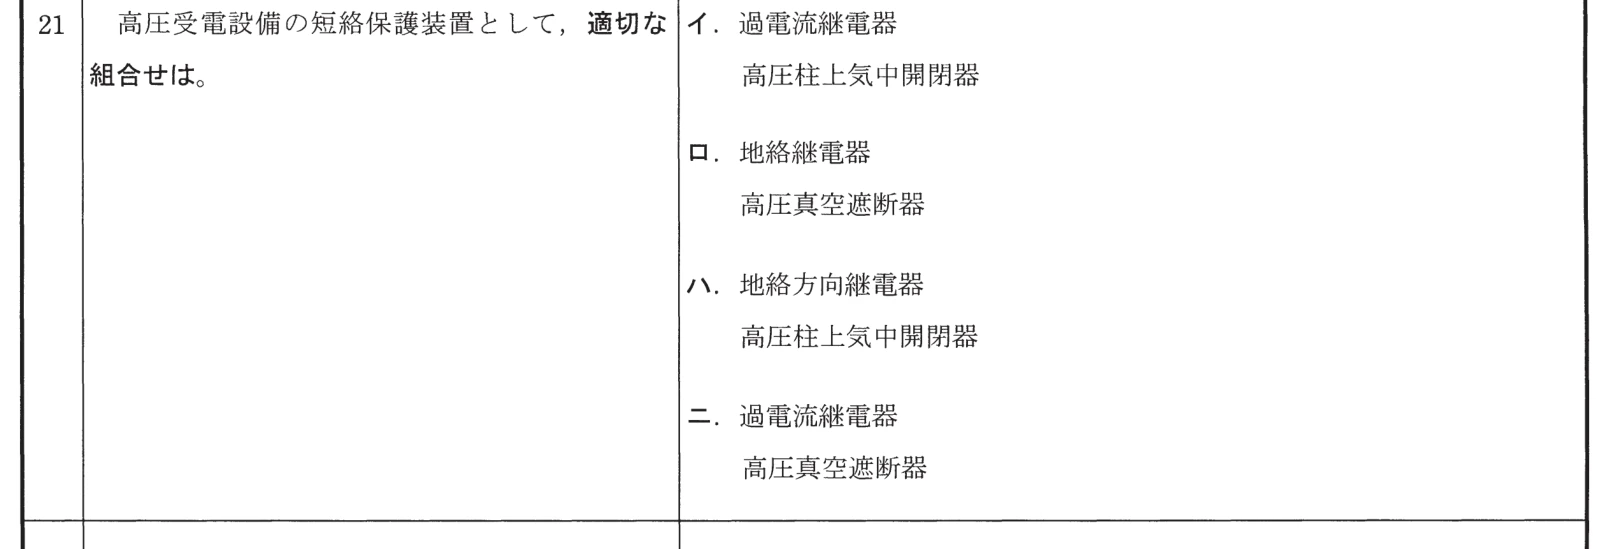 21
高圧受電設備の短絡保護装置として，適切な
組合せは。
イ．過電流継電器
高圧柱上気中開閉器
ロ．地絡継電器
高圧真空遮断器
ハ．地絡方向継電器
高圧柱上気中開閉器
ニ．過電流継電器
高圧真空遮断器